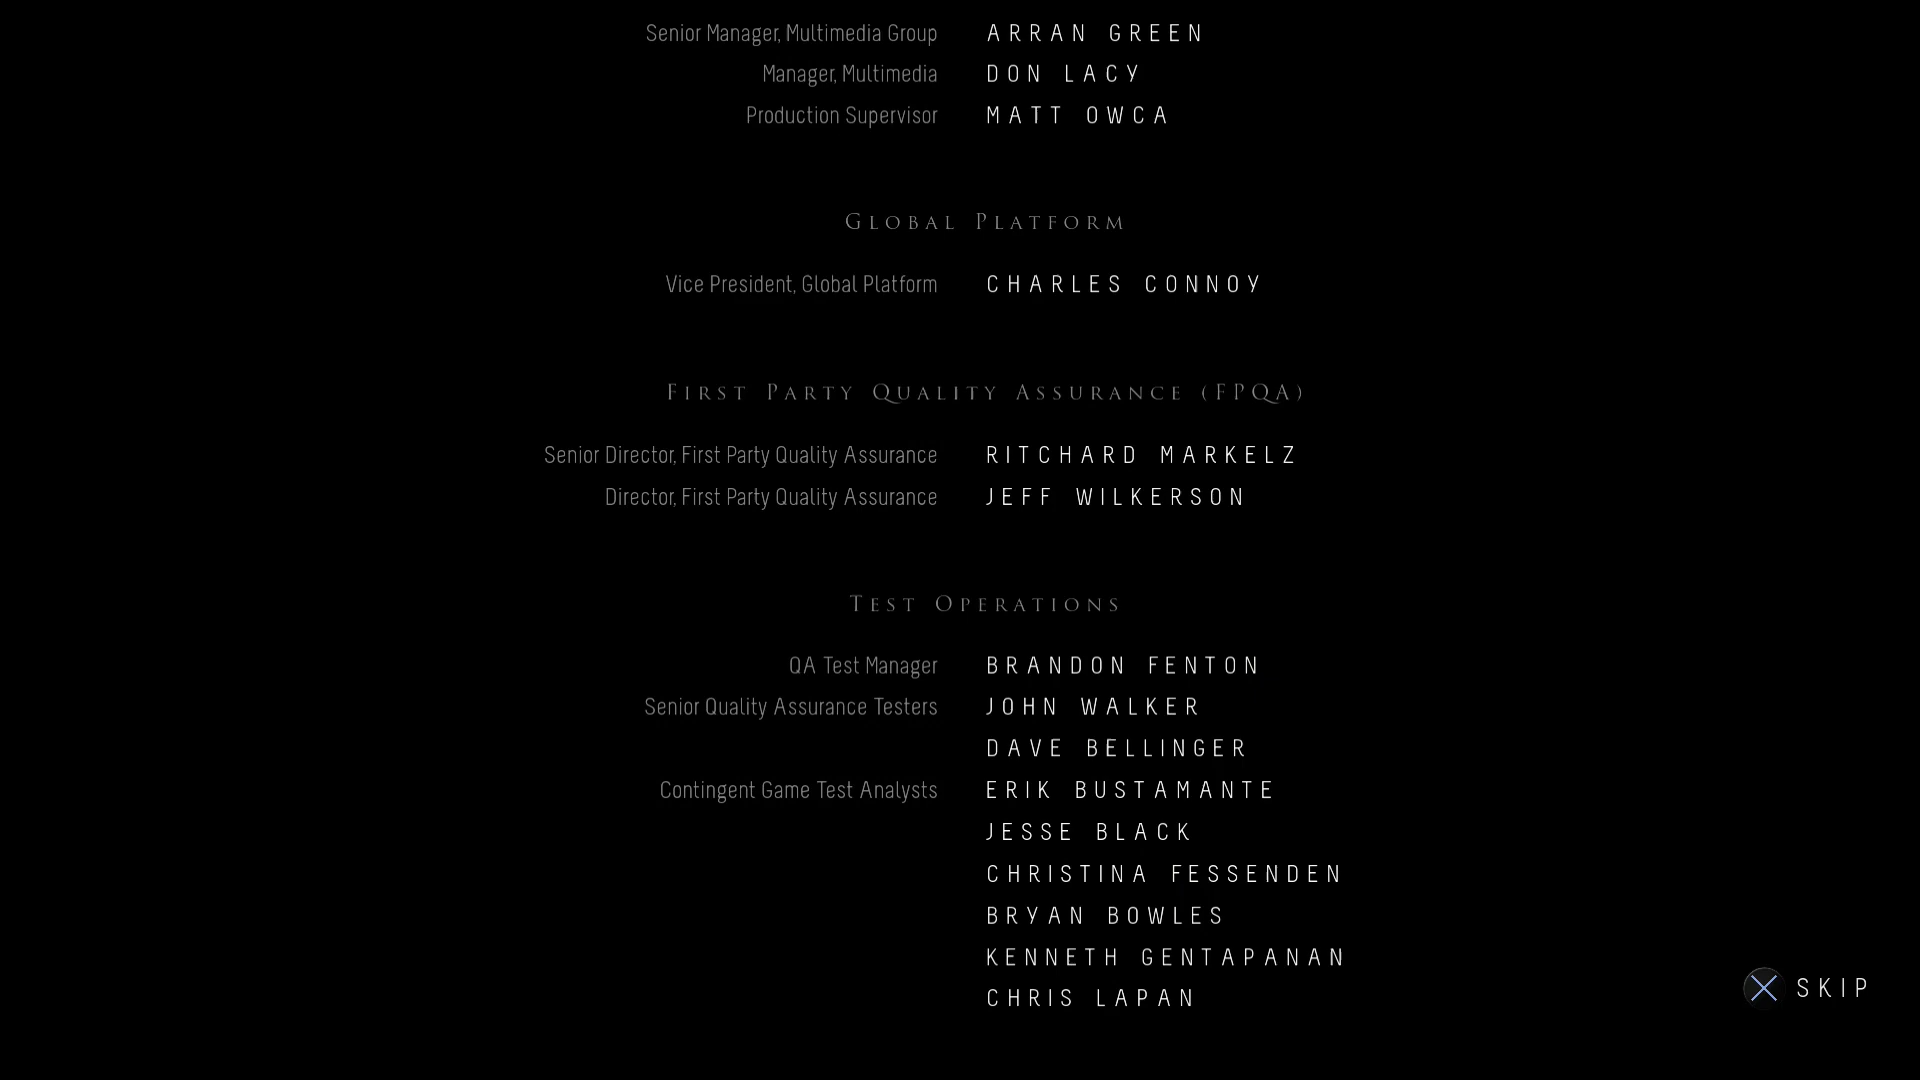 Senior Manager, Multimedia Group ARRAN GREEN
Manager, Multimedia DON LACY
Production Supervisor MATT OWCA
GLOBAL PLATFORM
Vice President, Global Platform CHARLES CONNOY
FIRST PARTY QUALITY ASSURANCE (FPQA)
Senior Director, First Party Quality Assurance RITCHARD MARKELZ
Director, First Party Quality Assurance JEFF WILKERSON
TEST OPERATIONS
QA Test Manager BRANDON FENTON
Senior Quality Assurance Testers JOHN WALKER
DAVE BELLINGER
Contingent Game Test Analysts ERIK BUSTAMANTE
JESSE BLACK
CHRISTINA FESSENDEN
BRYAN BOWLES
KENNETH GENTAPANAN
SKIP
CHRIS LAPAN